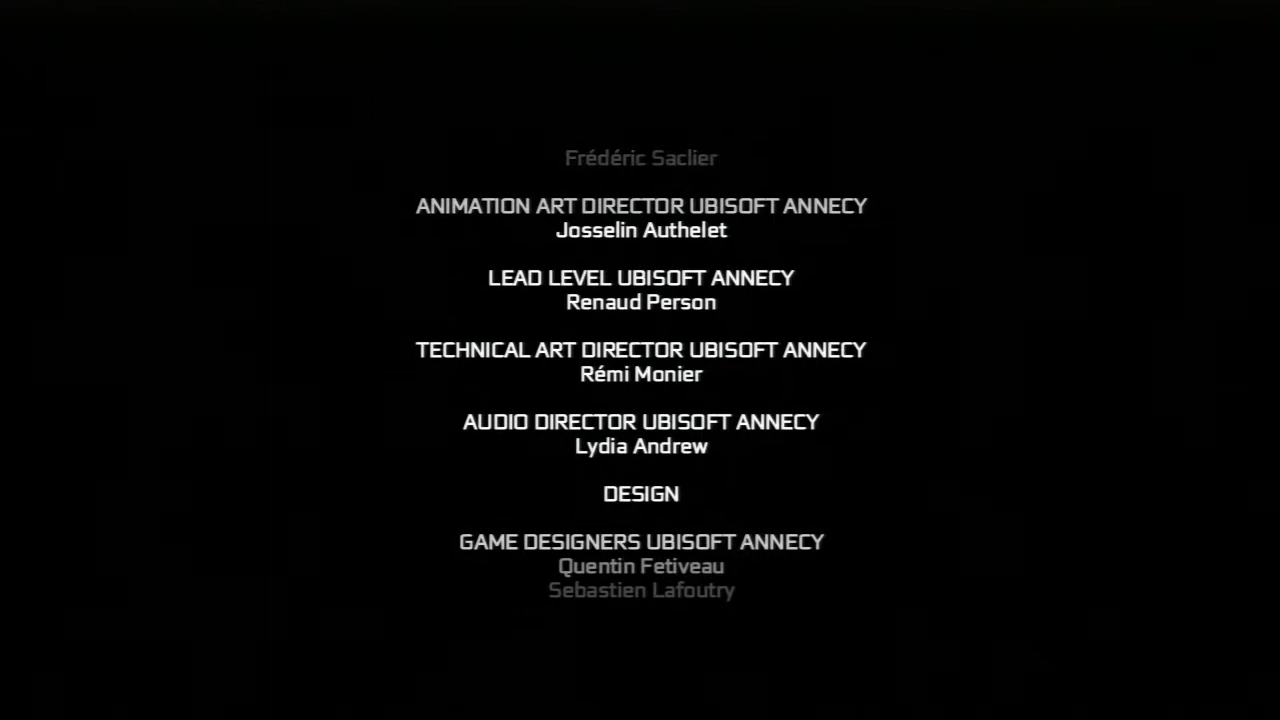 Frédéric Saclier
ANIMATION ART DIRECTOR UBISOFT ANNECY
Josselin Authelet
LEAD LEVEL UBISOFT ANNECY
Renaud Person
TECHNICAL ART DIRECTOR UBISOFT ANNECY
Rémi Monier
AUDIO DIRECTOR UBISOFT ANNECY
Lydia Andrew
DESIGN
GAME DESIGNERS UBISOFT ANNECY
Quentin Fetiveau
Sebastien Lafoutry